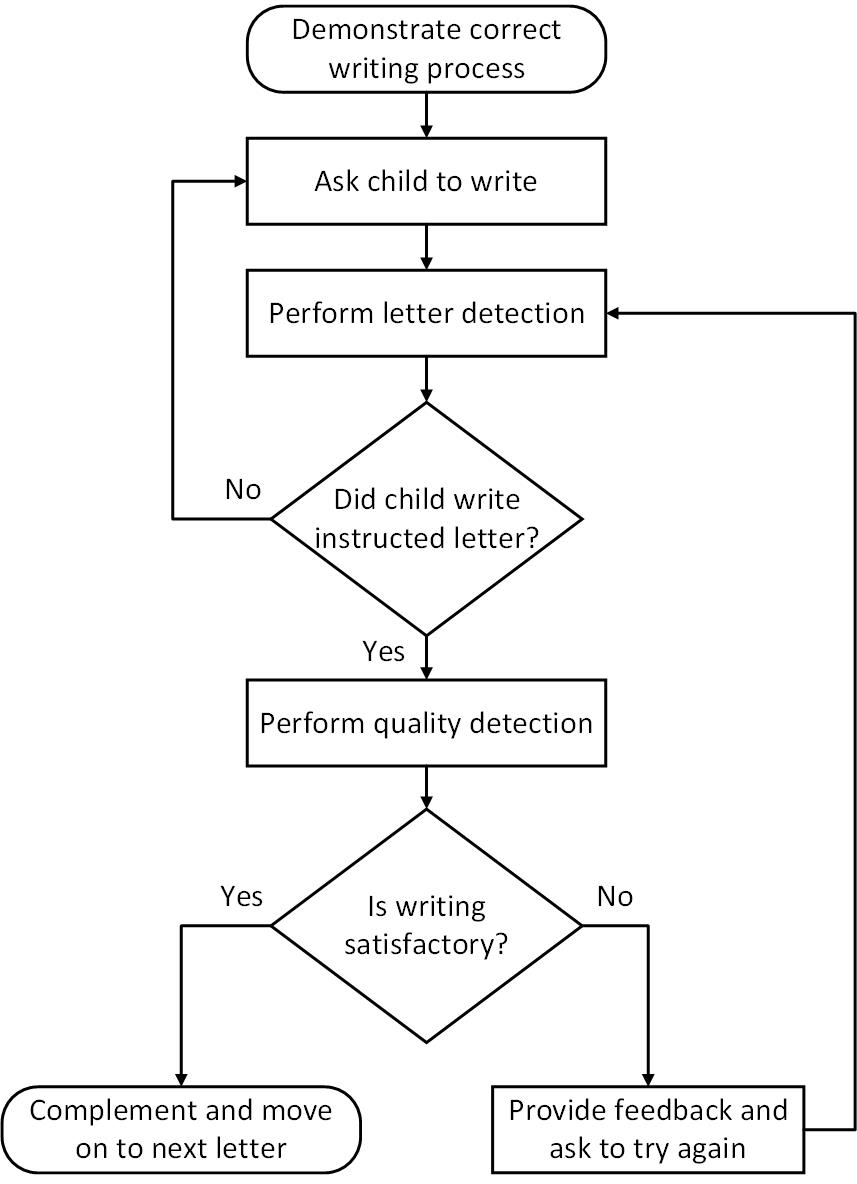 Demonstrate correct
writing process
Ask child to write
Perform letter detection
No
Did child write
instructed letter?
Yes
Perform quality detection
Yes
No
Is writing
satisfactory?
Complement and move
on to next letter
Provide feedback and
ask to try again